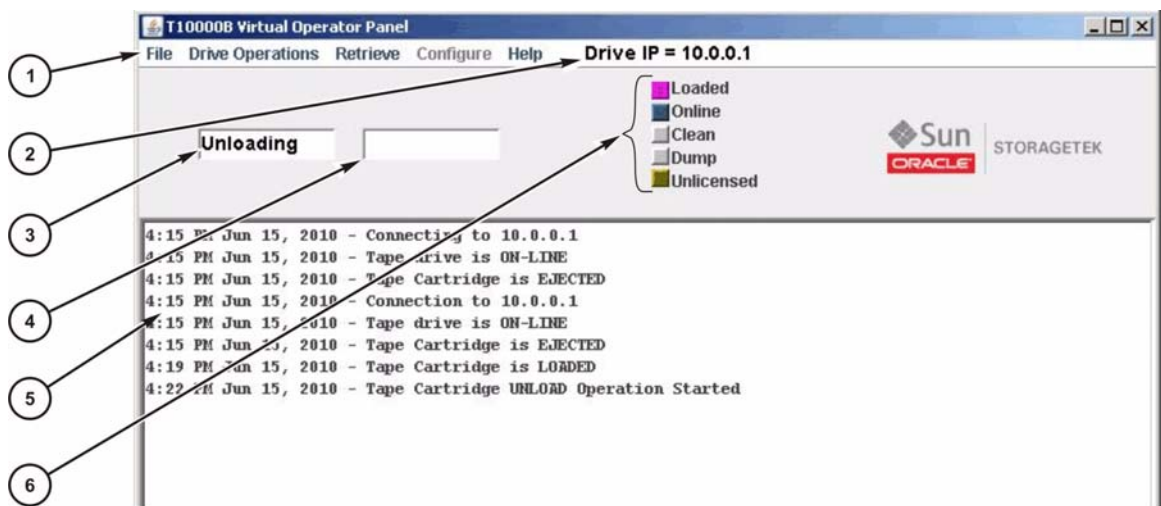 T10000B Virtual Operator Panel
File Drive Operations Retrieve Configure Help Drive IP = 10.0.0.1
1
Loaded
Online
Clean
Dump
Unlicensed
Unloading
Sun
ORACLE
STORAGETEK
2
3
4:15 PM Jun 15, 2010 - Connecting to 10.0.0.1
4:15 PM Jun 15, 2010 - Tape drive is ON-LINE
4:15 PM Jun 15, 2010 - Tape Cartridge is EJECTED
4:15 PM Jun 15, 2010 - Connection to 10.0.0.1
4:15 PM Jun 15, 2010 - Tape drive is ON-LINE
4:15 PM Jun 15, 2010 - Tape Cartridge is EJECTED
4:19 PM Jun 15, 2010 - Tape Cartridge is LOADED
4:22 PM Jun 15, 2010 - Tape Cartridge UNLOAD Operation Started
4
5
6